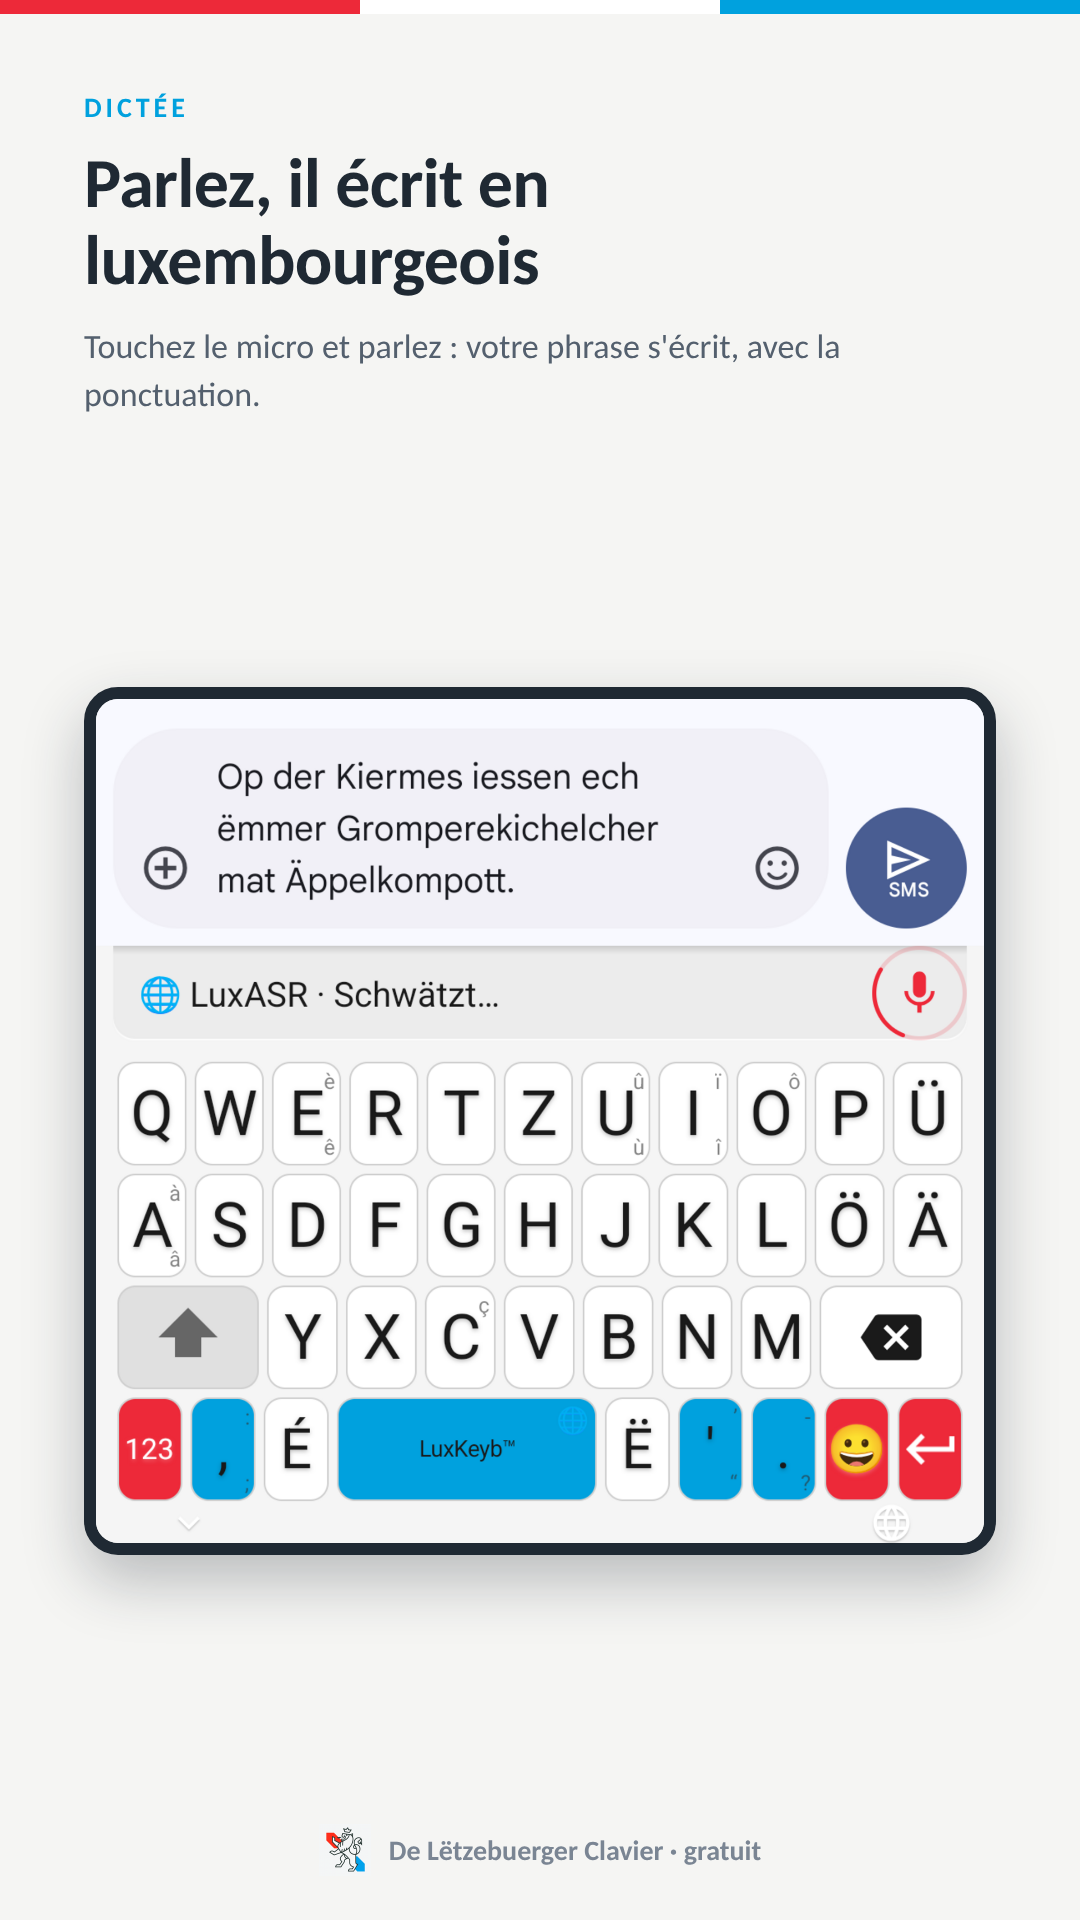 DICTÉE
Parlez, il écrit en
luxembourgeois
Touchez le micro et parlez : votre phrase s'écrit, avec la
ponctuation.
Op der Kiermes iessen ech
ëmmer Gromperekichelcher
mat Äppelkompott.
SMS
LuxASR · Schwätzt...
Q W E è ê R T Z U û ù I ï î O ô P Ü
A à â S D F G H J K L Ö Ä
Y X C ç V B N M
123 , : ; É LuxKeyb™ Ë ' ’ “ . - ?
De Lëtzebuerger Clavier · gratuit